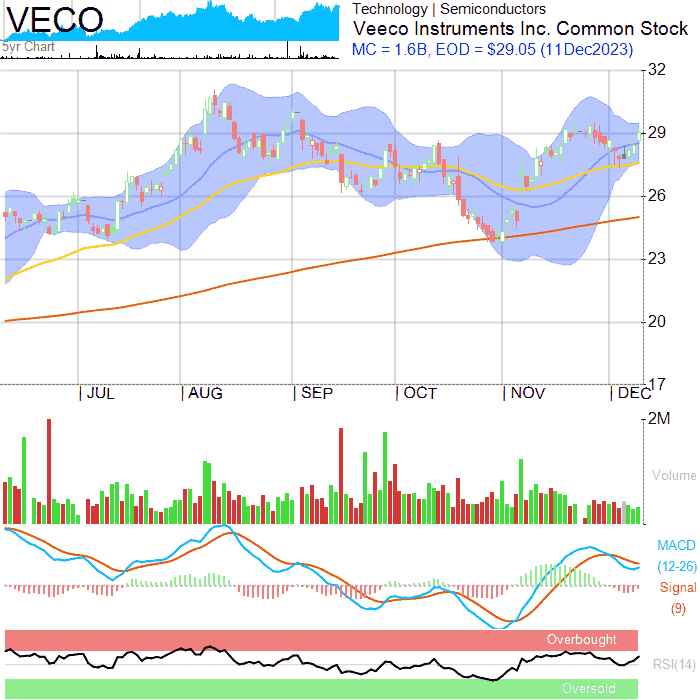 VECO
5yr Chart
Technology | Semiconductors
Veeco Instruments Inc. Common Stock
MC = 1.6B, EOD = $29.05 (11Dec2023)
32
29
26
23
20
17
JUL AUG SEP OCT NOV DEC
2M
Volume
MACD
(12-26)
Signal
(9)
Overbought
RSI(14)
Oversold